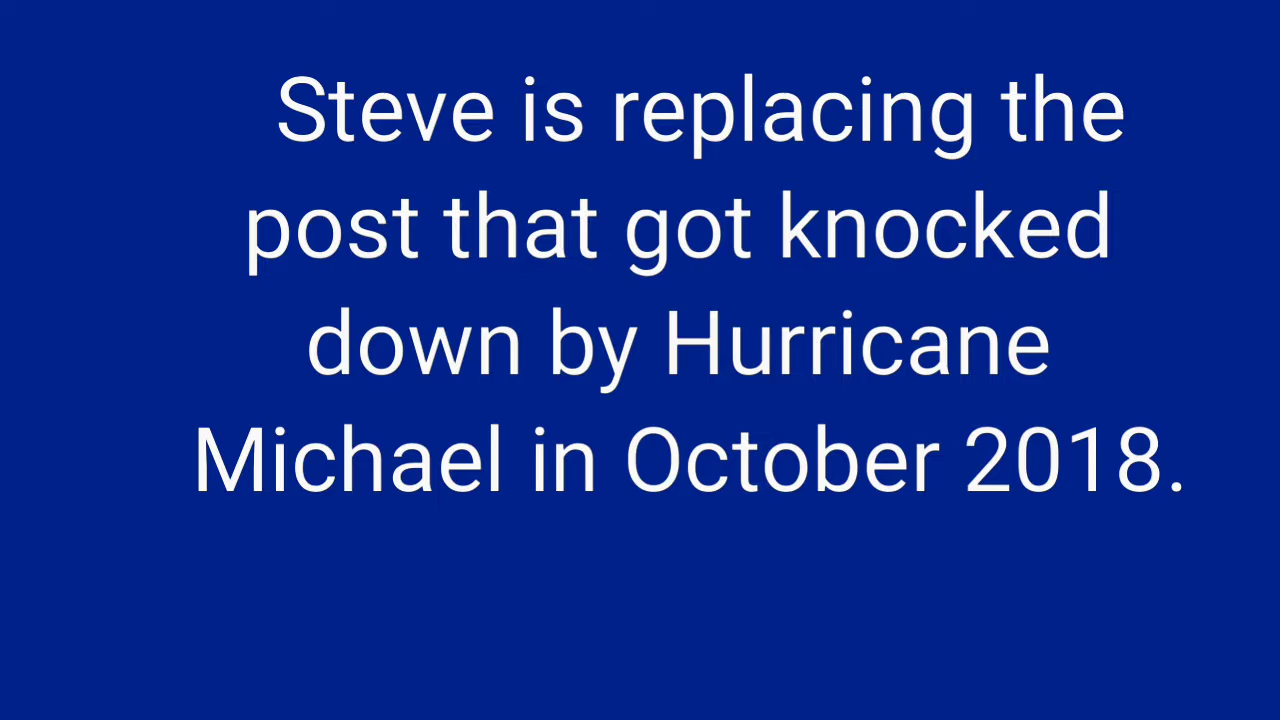 Steve is replacing the
post that got knocked
down by Hurricane
Michael in October 2018.